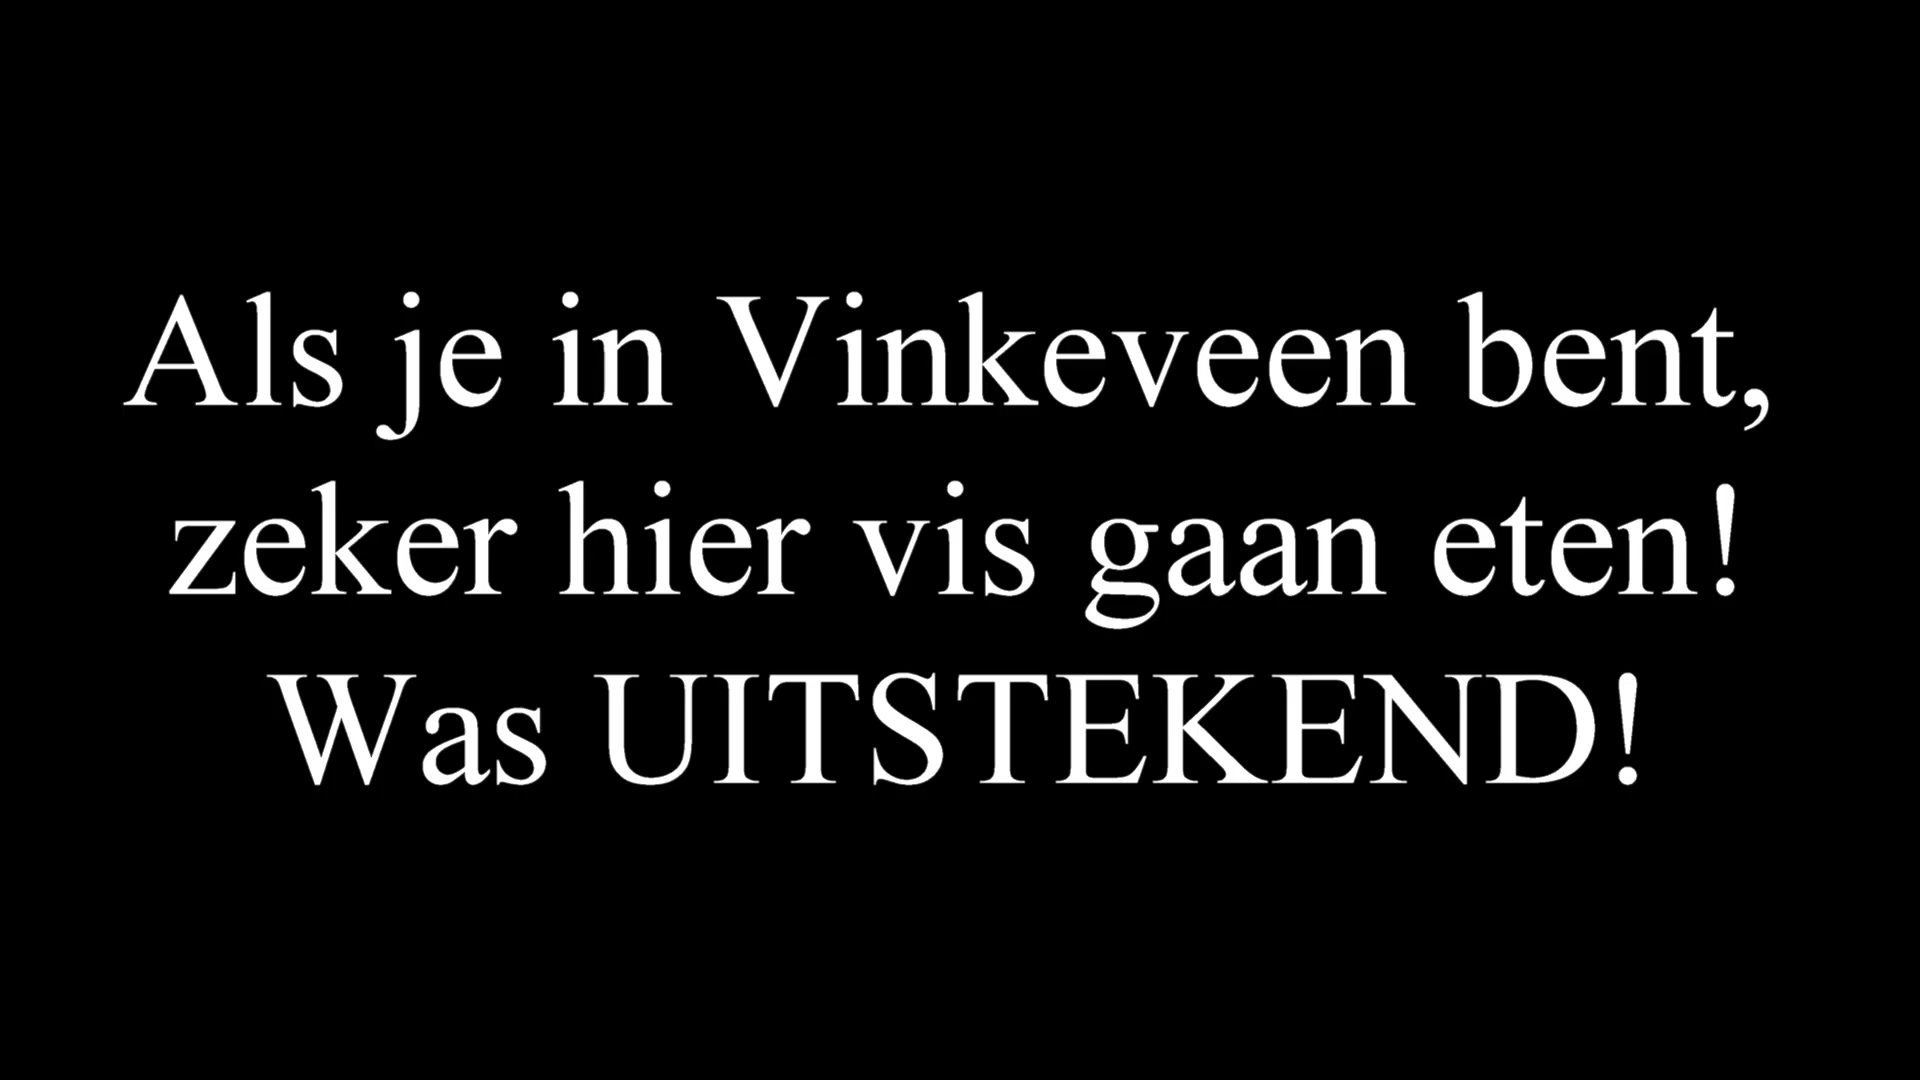 Als je in Vinkeveen bent,
zeker hier vis gaan eten!
Was UITSTEKEND!